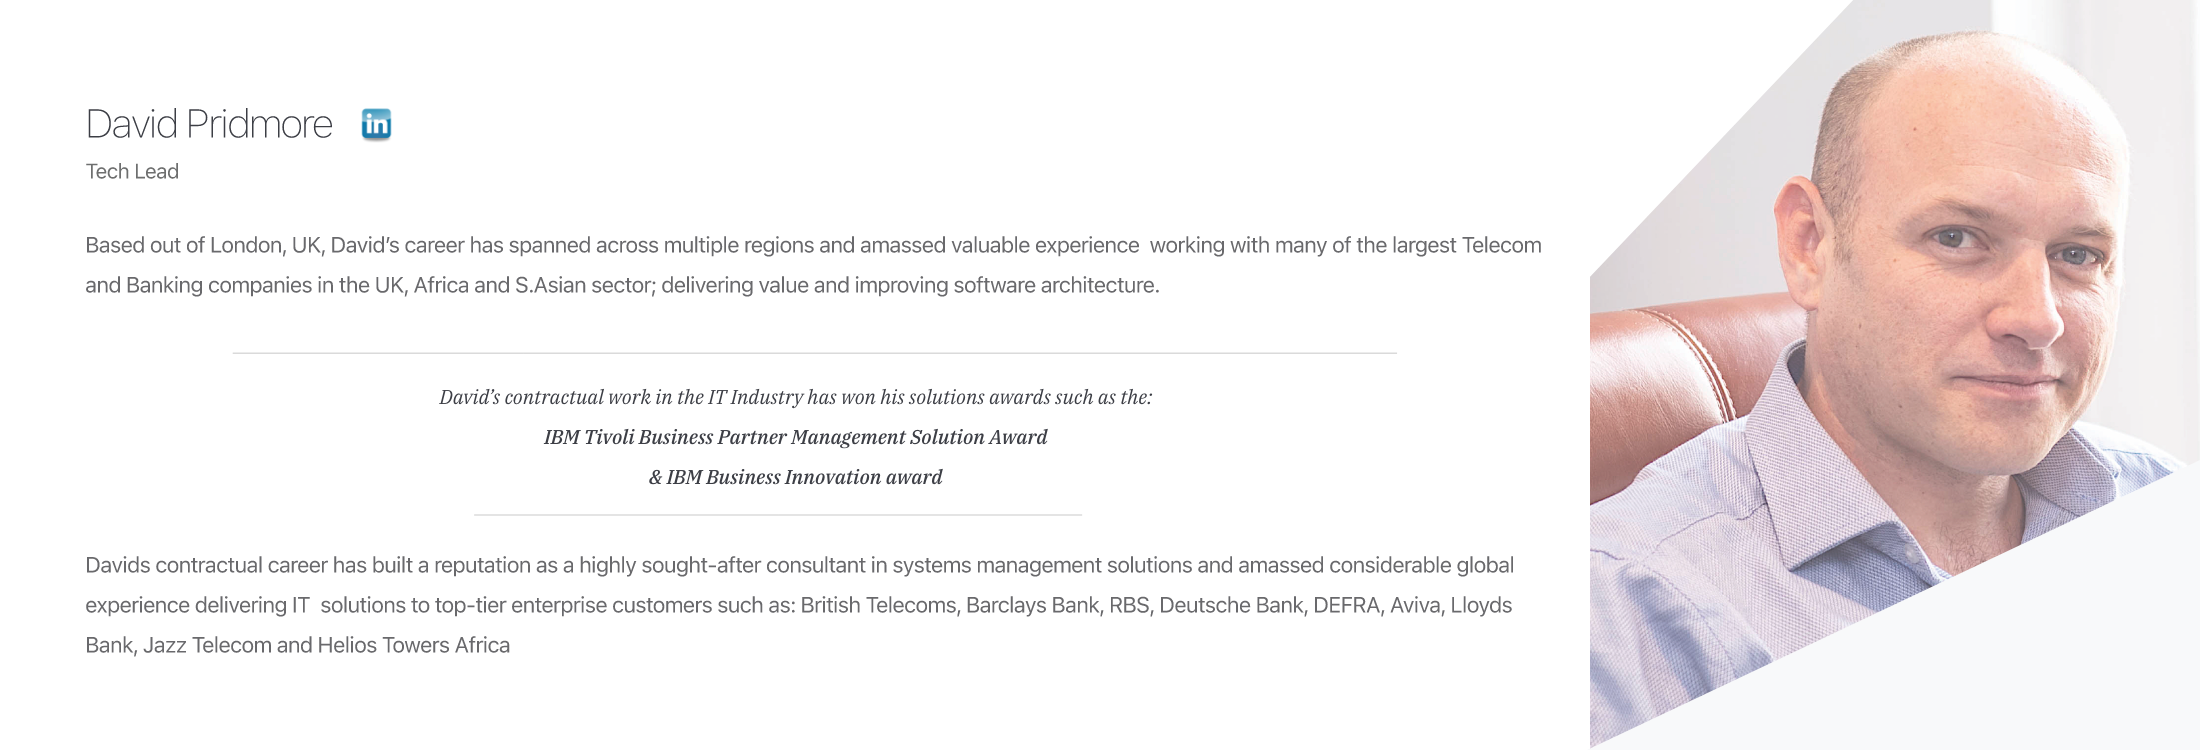 David Pridmore in
Tech Lead
Based out of London, UK, David’s career has spanned across multiple regions and amassed valuable experience  working with many of the largest Telecom
and Banking companies in the UK, Africa and S.Asian sector; delivering value and improving software architecture.
David’s contractual work in the IT Industry has won his solutions awards such as the:
IBM Tivoli Business Partner Management Solution Award
& IBM Business Innovation award
Davids contractual career has built a reputation as a highly sought-after consultant in systems management solutions and amassed considerable global
experience delivering IT  solutions to top-tier enterprise customers such as: British Telecoms, Barclays Bank, RBS, Deutsche Bank, DEFRA, Aviva, Lloyds
Bank, Jazz Telecom and Helios Towers Africa